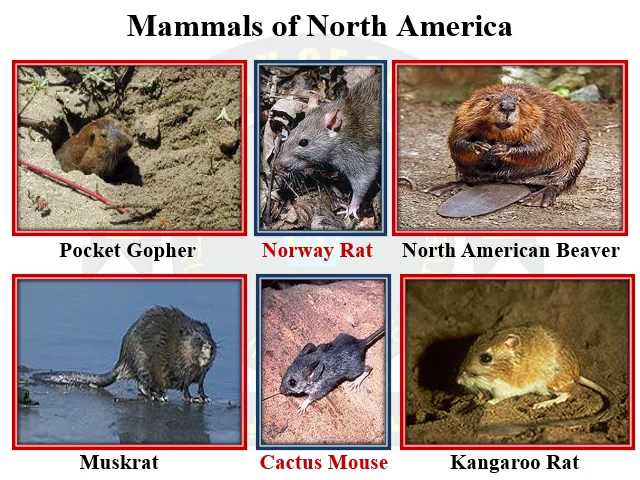 Mammals of North America
Pocket Gopher
Norway Rat
North American Beaver
Muskrat
Cactus Mouse
Kangaroo Rat